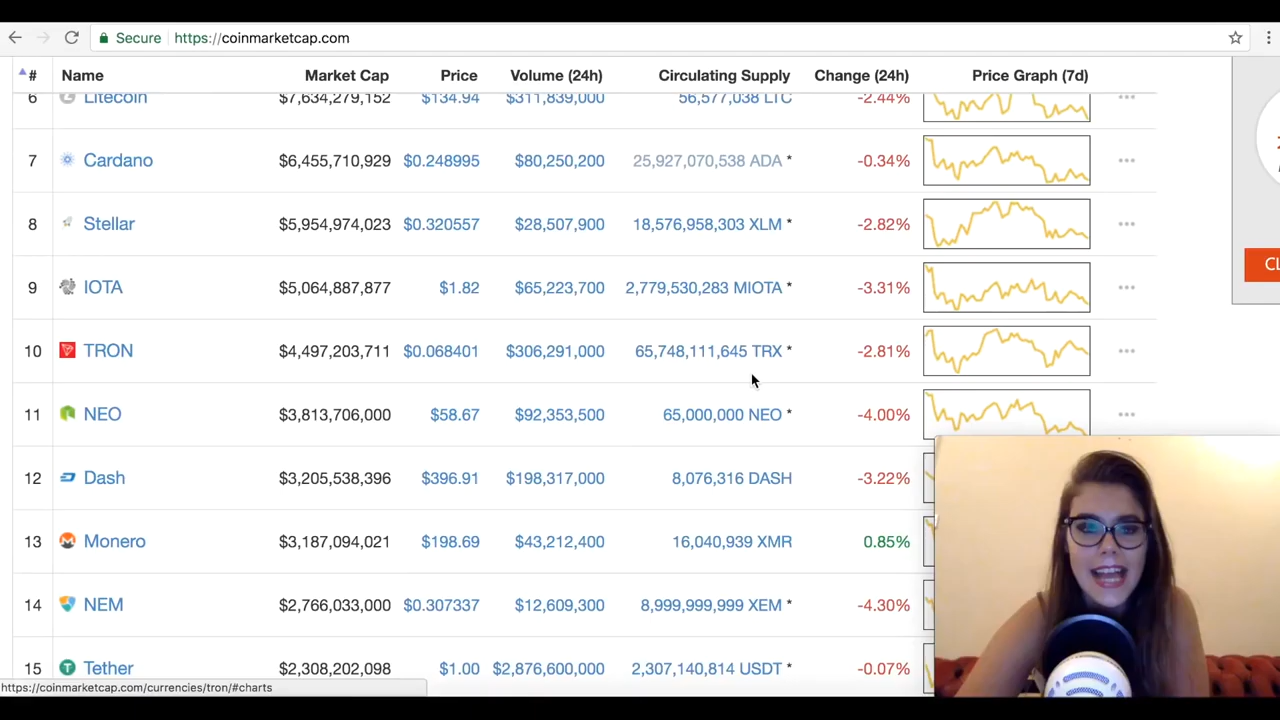 Secure https://coinmarketcap.com
# Name Market Cap Price Volume (24h) Circulating Supply Change (24h) Price Graph (7d)
6 Litecoin $7,634,279,152 $134.94 $311,839,000 56,577,038 LTC -2.44%
7 Cardano $6,455,710,929 $0.248995 $80,250,200 25,927,070,538 ADA * -0.34%
8 Stellar $5,954,974,023 $0.320557 $28,507,900 18,576,958,303 XLM * -2.82%
9 IOTA $5,064,887,877 $1.82 $65,223,700 2,779,530,283 MIOTA * -3.31%
CL
10 TRON $4,497,203,711 $0.068401 $306,291,000 65,748,111,645 TRX * -2.81%
11 NEO $3,813,706,000 $58.67 $92,353,500 65,000,000 NEO * -4.00%
12 Dash $3,205,538,396 $396.91 $198,317,000 8,076,316 DASH -3.22%
13 Monero $3,187,094,021 $198.69 $43,212,400 16,040,939 XMR 0.85%
14 NEM $2,766,033,000 $0.307337 $12,609,300 8,999,999,999 XEM * -4.30%
15 Tether $2,308,202,098 $1.00 $2,876,600,000 2,307,140,814 USDT * -0.07%
https://coinmarketcap.com/currencies/tron/#charts